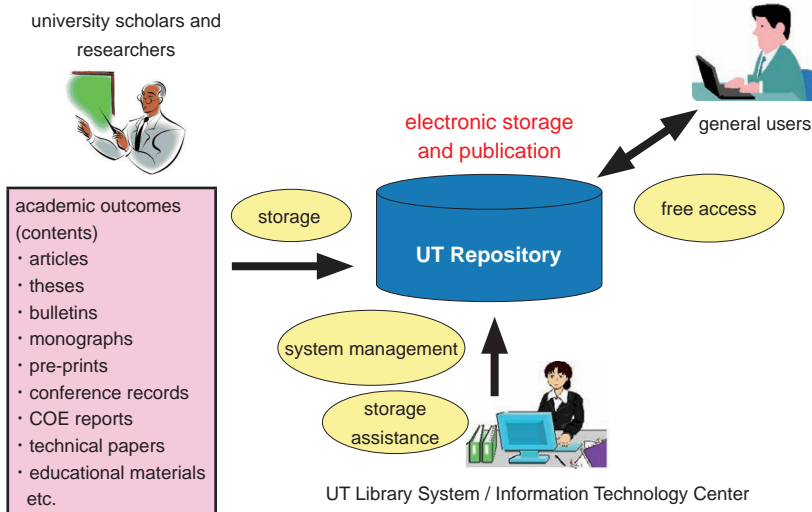 university scholars and
researchers
general users
electronic storage
and publication
academic outcomes
(contents)
・articles
・theses
・bulletins
・monographs
・pre-prints
・conference records
・COE reports
・technical papers
・educational materials
etc.
storage
free access
UT Repository
system management
storage
assistance
UT Library System / Information Technology Center